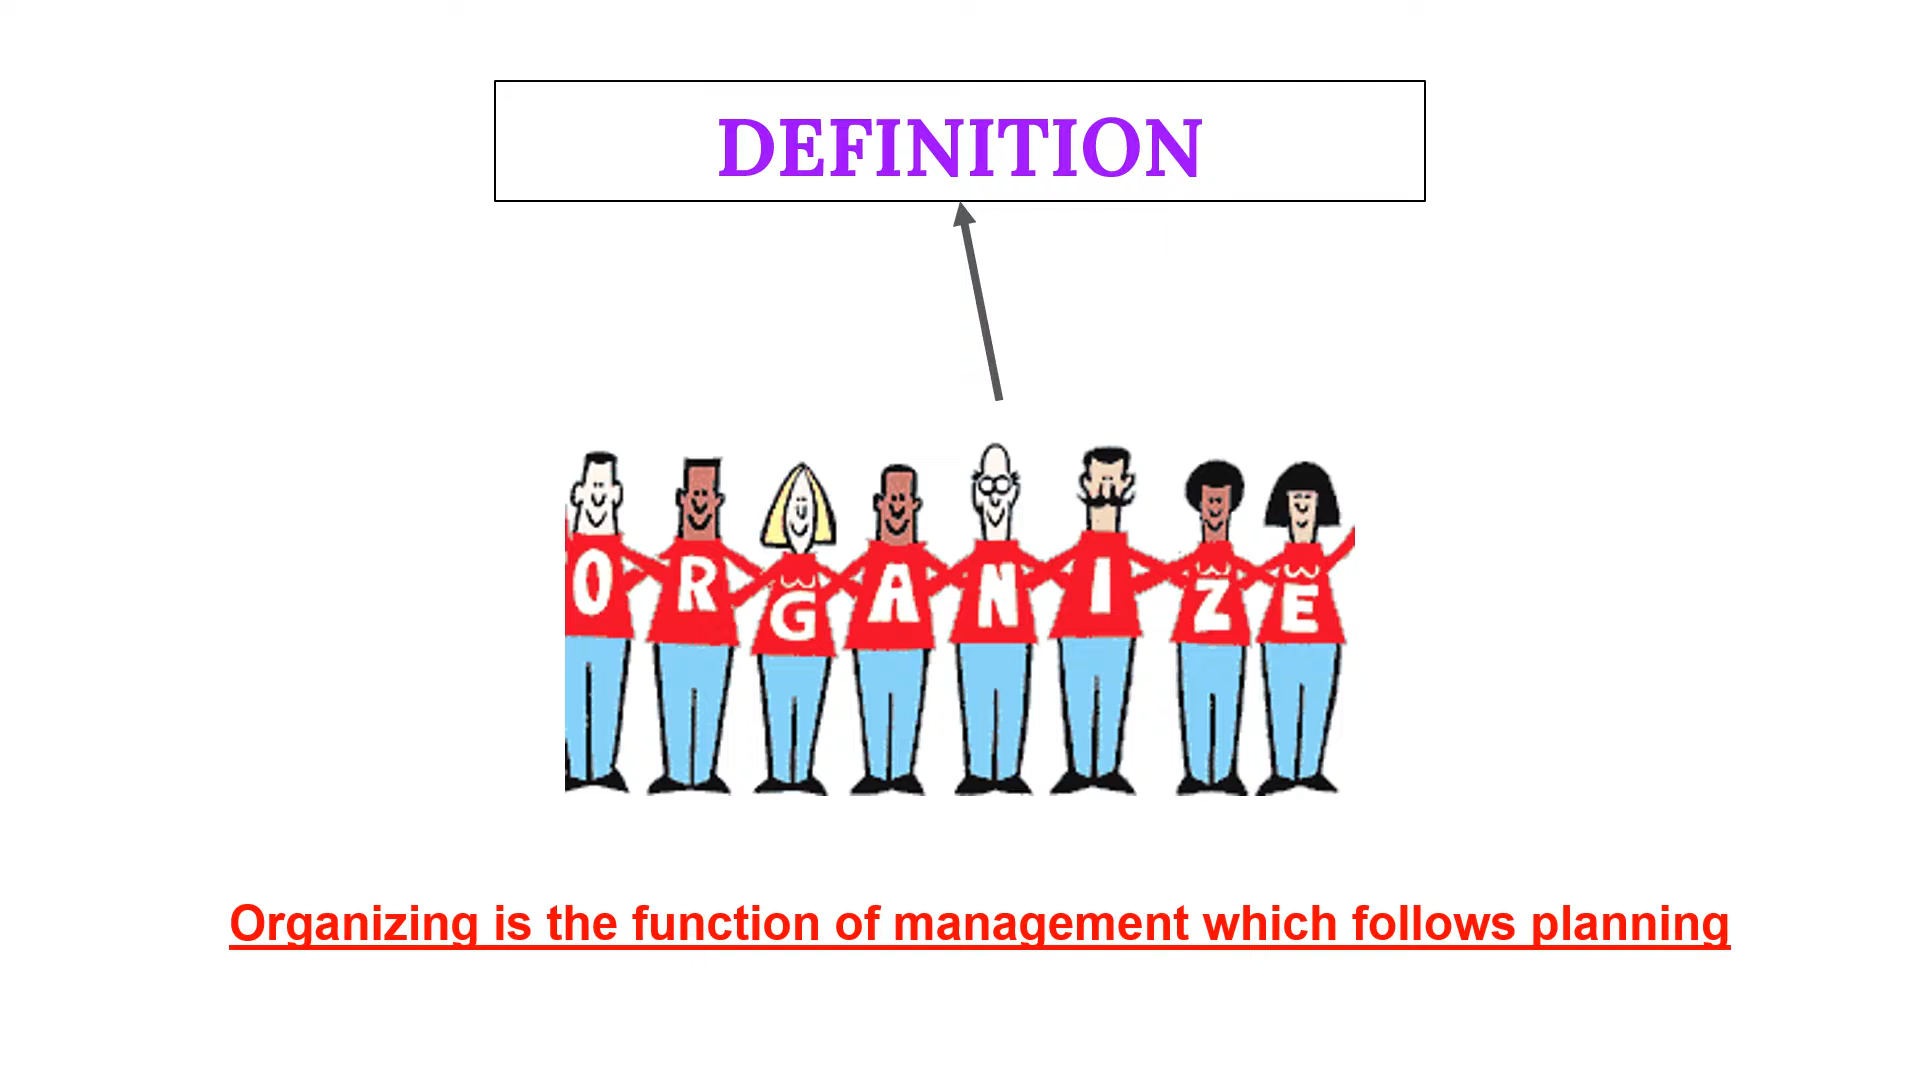 DEFINITION
ORGANIZE
Organizing is the function of management which follows planning